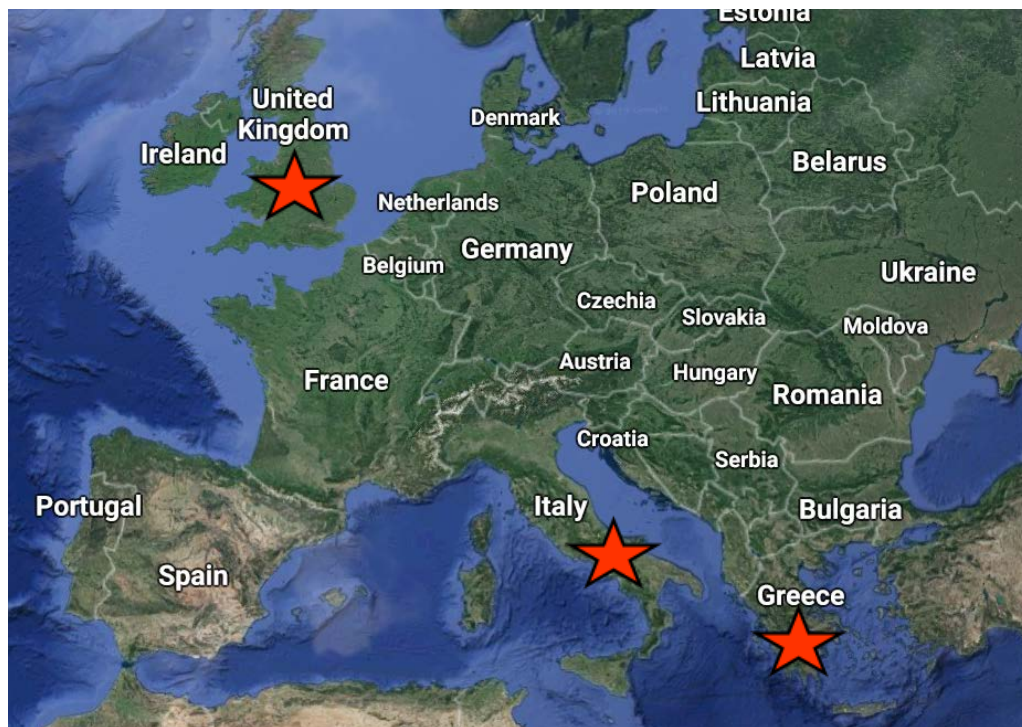 Estonia
Latvia
Lithuania
United
Kingdom
Denmark
Ireland
Belarus
Poland
Netherlands
Germany
Belgium
Ukraine
Czechia
Slovakia
Moldova
Austria
France
Hungary
Romania
Croatia
Serbia
Portugal
Italy
Bulgaria
Spain
Greece